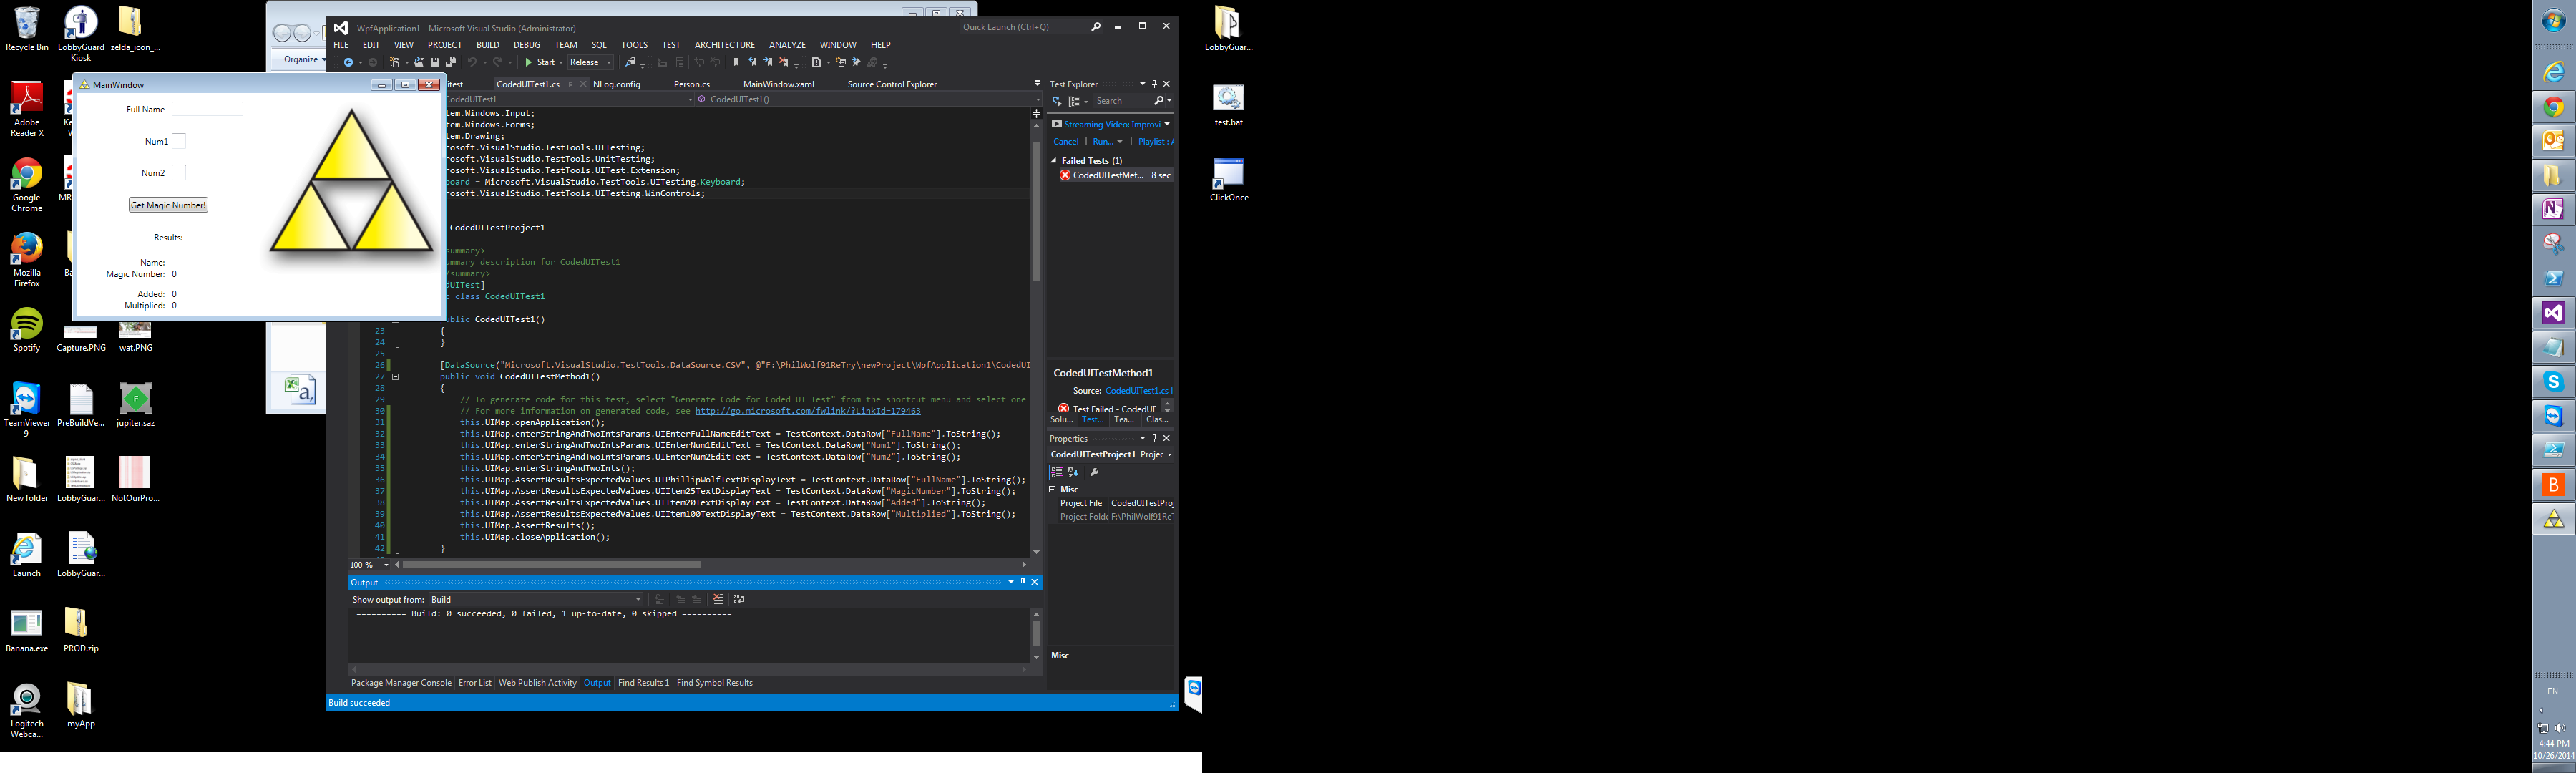 Recycle Bin
LobbyGuard Kiosk
zelda_icon_...
Adobe Reader X
Google Chrome
Mozilla Firefox
Spotify
Capture.PNG
wat.PNG
TeamViewer 9
PreBuildVe...
jupiter.saz
New folder
LobbyGuar...
NotOurPro...
Launch
LobbyGuar...
Banana.exe
PROD.zip
Logitech Webca...
myApp
Organize
MainWindow
Full Name
Num1
Num2
Get Magic Number!
Results:
Name:
Magic Number: 0
Added: 0
Multiplied: 0
WpfApplication1 - Microsoft Visual Studio (Administrator)
Quick Launch (Ctrl+Q)
FILE EDIT VIEW PROJECT BUILD DEBUG TEAM SQL TOOLS TEST ARCHITECTURE ANALYZE WINDOW HELP
Start Release
itest CodedUITest1.cs NLog.config Person.cs MainWindow.xaml Source Control Explorer
CodedUITest1 CodedUITest1()
tem.Windows.Input;
tem.Windows.Forms;
tem.Drawing;
rosoft.VisualStudio.TestTools.UITesting;
rosoft.VisualStudio.TestTools.UnitTesting;
rosoft.VisualStudio.TestTools.UITest.Extension;
board = Microsoft.VisualStudio.TestTools.UITesting.Keyboard;
rosoft.VisualStudio.TestTools.UITesting.WinControls;
CodedUITestProject1
summary>
ummary description for CodedUITest1
/summary>
dUITest]
c class CodedUITest1
ublic CodedUITest1()
23 {
24 }
25
26 [DataSource("Microsoft.VisualStudio.TestTools.DataSource.CSV", @"F:\PhilWolf91ReTry\newProject\WpfApplication1\CodedUI
27 public void CodedUITestMethod1()
28 {
29 // To generate code for this test, select "Generate Code for Coded UI Test" from the shortcut menu and select one
30 // For more information on generated code, see http://go.microsoft.com/fwlink/?LinkId=179463
31 this.UIMap.openApplication();
32 this.UIMap.enterStringAndTwoIntsParams.UIEnterFullNameEditText = TestContext.DataRow["FullName"].ToString();
33 this.UIMap.enterStringAndTwoIntsParams.UIEnterNum1EditText = TestContext.DataRow["Num1"].ToString();
34 this.UIMap.enterStringAndTwoIntsParams.UIEnterNum2EditText = TestContext.DataRow["Num2"].ToString();
35 this.UIMap.enterStringAndTwoInts();
36 this.UIMap.AssertResultsExpectedValues.UIPhillipWolfTextDisplayText = TestContext.DataRow["FullName"].ToString();
37 this.UIMap.AssertResultsExpectedValues.UIItem25TextDisplayText = TestContext.DataRow["MagicNumber"].ToString();
38 this.UIMap.AssertResultsExpectedValues.UIItem20TextDisplayText = TestContext.DataRow["Added"].ToString();
39 this.UIMap.AssertResultsExpectedValues.UIItem100TextDisplayText = TestContext.DataRow["Multiplied"].ToString();
40 this.UIMap.AssertResults();
41 this.UIMap.closeApplication();
42 }
100 %
Output
Show output from: Build
========== Build: 0 succeeded, 0 failed, 1 up-to-date, 0 skipped ==========
Package Manager Console Error List Web Publish Activity Output Find Results 1 Find Symbol Results
Build succeeded
Test Explorer
Search
Streaming Video: Improvi
Cancel Run... Playlist : A
Failed Tests (1)
CodedUITestMet... 8 sec
CodedUITestMethod1
Source: CodedUITest1.cs li
Test Failed - CodedUI
Solu... Test... Tea... Clas...
Properties
CodedUITestProject1 Projec
Misc
Project File CodedUITestProj
Project Folde F:\PhilWolf91ReT
Misc
LobbyGuar...
test.bat
ClickOnce
EN
4:44 PM
10/26/2014